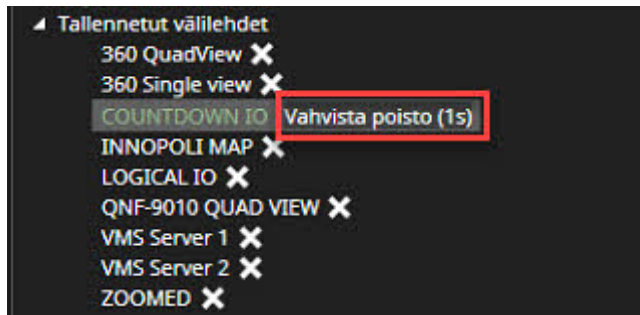 Tallennetut välilehdet
360 QuadView
360 Single view
COUNTDOWN IO Vahvista poisto (1s)
INNOPOLI MAP
LOGICAL IO
QNF-9010 QUAD VIEW
VMS Server 1
VMS Server 2
ZOOMED